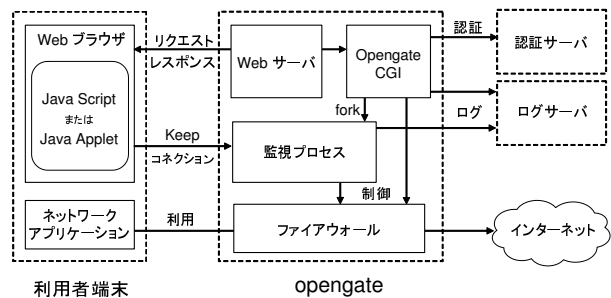 Web ブラウザ
Java Script
または
Java Applet
ネットワーク
アプリケーション
利用者端末
リクエスト
レスポンス
Keep
コネクション
利用
Web サーバ
Opengate
CGI
fork
監視プロセス
制御
ファイアウォール
opengate
認証
ログ
認証サーバ
ログサーバ
インターネット